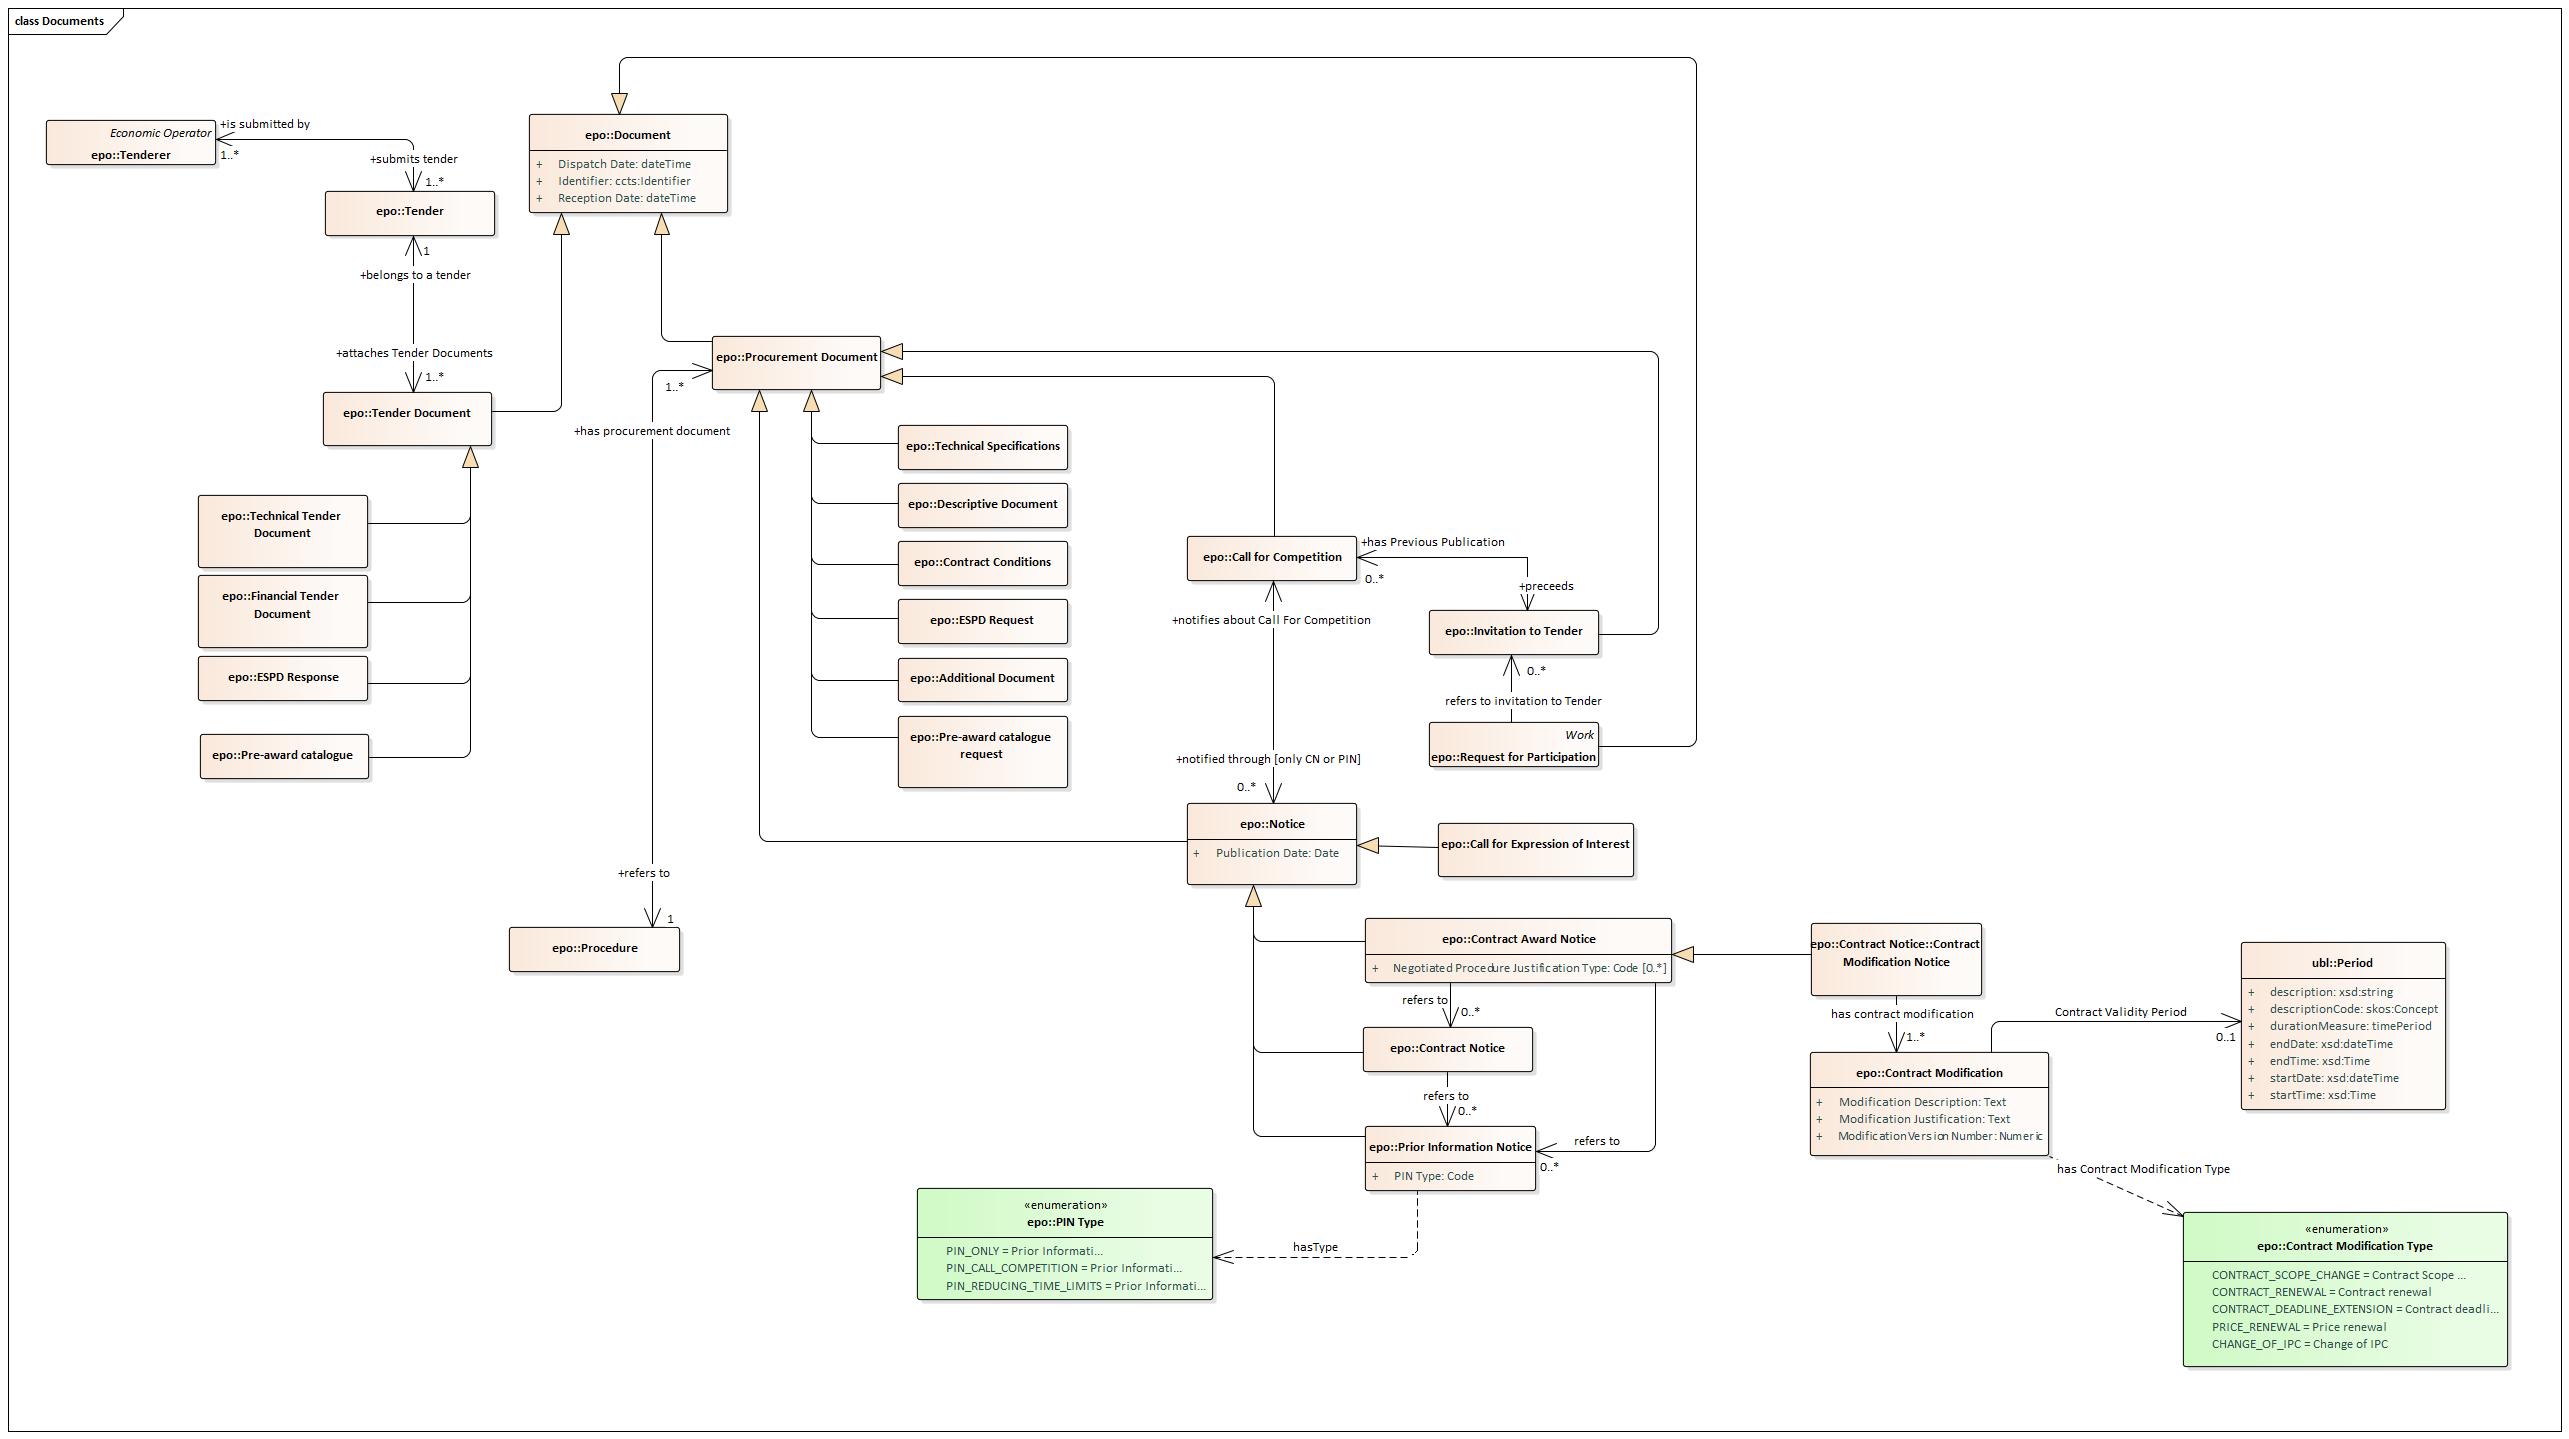 class Documents
Economic Operator
epo::Tenderer
+is submitted by
1..*
+submits tender
1..*
epo::Tender
1
+belongs to a tender
+attaches Tender Documents
1..*
epo::Tender Document
epo::Technical Tender
Document
epo::Financial Tender
Document
epo::ESPD Response
epo::Pre-award catalogue
epo::Document
+ Dispatch Date: dateTime
+ Identifier: ccts:Identifier
+ Reception Date: dateTime
epo::Procurement Document
1..*
+has procurement document
+refers to
1
epo::Procedure
epo::Technical Specifications
epo::Descriptive Document
epo::Contract Conditions
epo::ESPD Request
epo::Additional Document
epo::Pre-award catalogue
request
epo::Call for Competition
+has Previous Publication
0..*
+preceeds
epo::Invitation to Tender
0..*
refers to invitation to Tender
Work
epo::Request for Participation
+notifies about Call For Competition
+notified through [only CN or PIN]
0..*
epo::Notice
+ Publication Date: Date
epo::Call for Expression of Interest
epo::Contract Award Notice
+ Negotiated Procedure Justification Type: Code [0..*]
refers to
0..*
epo::Contract Notice
refers to
0..*
epo::Prior Information Notice
+ PIN Type: Code
refers to
0..*
epo::Contract Notice::Contract
Modification Notice
has contract modification
1..*
epo::Contract Modification
+ Modification Description: Text
+ Modification Justification: Text
+ Modification Version Number: Numeric
Contract Validity Period
0..1
ubl::Period
+ description: xsd:string
+ descriptionCode: skos:Concept
+ durationMeasure: timePeriod
+ endDate: xsd:dateTime
+ endTime: xsd:Time
+ startDate: xsd:dateTime
+ startTime: xsd:Time
has Contract Modification Type
«enumeration»
epo::PIN Type
PIN_ONLY = Prior Informati...
PIN_CALL_COMPETITION = Prior Informati...
PIN_REDUCING_TIME_LIMITS = Prior Informati...
hasType
«enumeration»
epo::Contract Modification Type
CONTRACT_SCOPE_CHANGE = Contract Scope ...
CONTRACT_RENEWAL = Contract renewal
CONTRACT_DEADLINE_EXTENSION = Contract deadli...
PRICE_RENEWAL = Price renewal
CHANGE_OF_IPC = Change of IPC